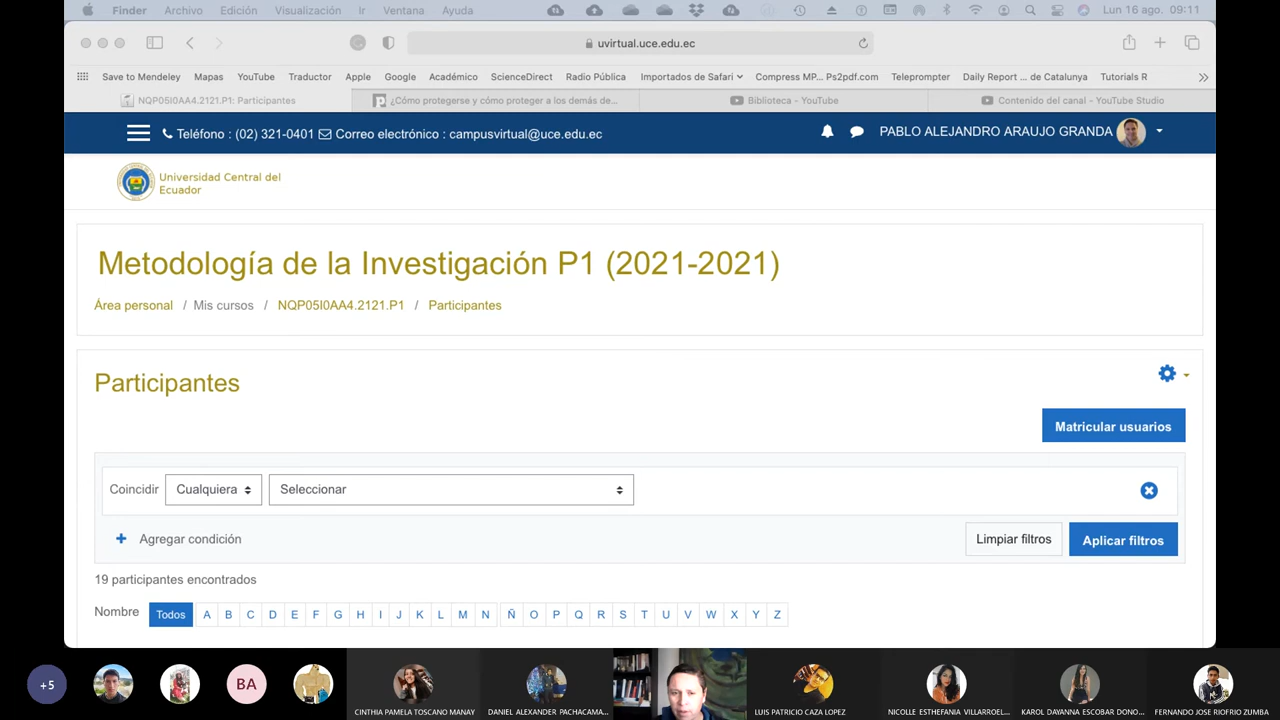 Finder Archivo Edición Visualización Ir Ventana Ayuda Lun 16 ago. 09:11
uvirtual.uce.edu.ec
Save to Mendeley Mapas YouTube Traductor Apple Google Académico ScienceDirect Radio Pública Importados de Safari Compress MP... Ps2pdf.com Teleprompter Daily Report ... de Catalunya Tutorials R
NQP05I0AA4.2121.P1: Participantes ¿Cómo protegerse y cómo proteger a los demás de... Biblioteca - YouTube Contenido del canal - YouTube Studio
Teléfono : (02) 321-0401 Correo electrónico : campusvirtual@uce.edu.ec PABLO ALEJANDRO ARAUJO GRANDA
Universidad Central del
Ecuador
Metodología de la Investigación P1 (2021-2021)
Área personal / Mis cursos / NQP05I0AA4.2121.P1 / Participantes
Participantes
Matricular usuarios
Coincidir Cualquiera Seleccionar
Agregar condición Limpiar filtros Aplicar filtros
19 participantes encontrados
Nombre Todos A B C D E F G H I J K L M N Ñ O P Q R S T U V W X Y Z
+5 BA
CINTHIA PAMELA TOSCANO MANAY DANIEL ALEXANDER PACHACAMA... LUIS PATRICIO CAZA LOPEZ NICOLLE ESTHEFANIA VILLARROEL... KAROL DAYANNA ESCOBAR DONO... FERNANDO JOSE RIOFRIO ZUMBA